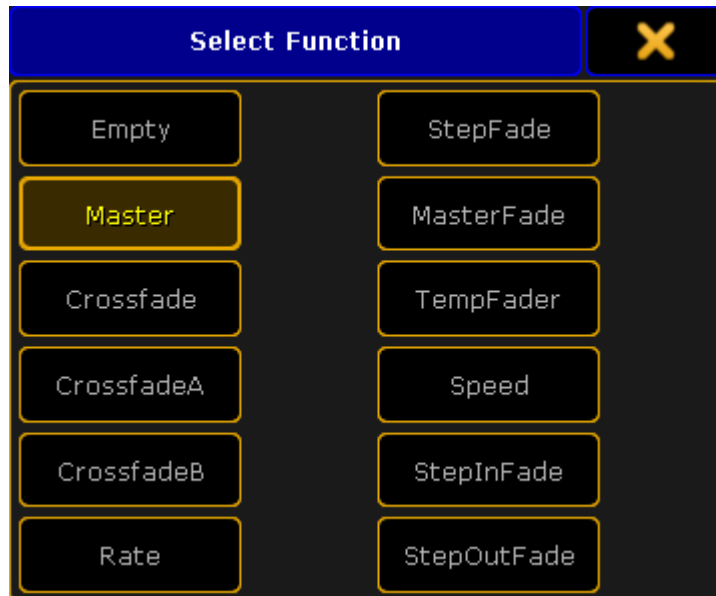 Select Function
Empty
StepFade
Master
MasterFade
Crossfade
TempFader
CrossfadeA
Speed
CrossfadeB
StepInFade
Rate
StepOutFade